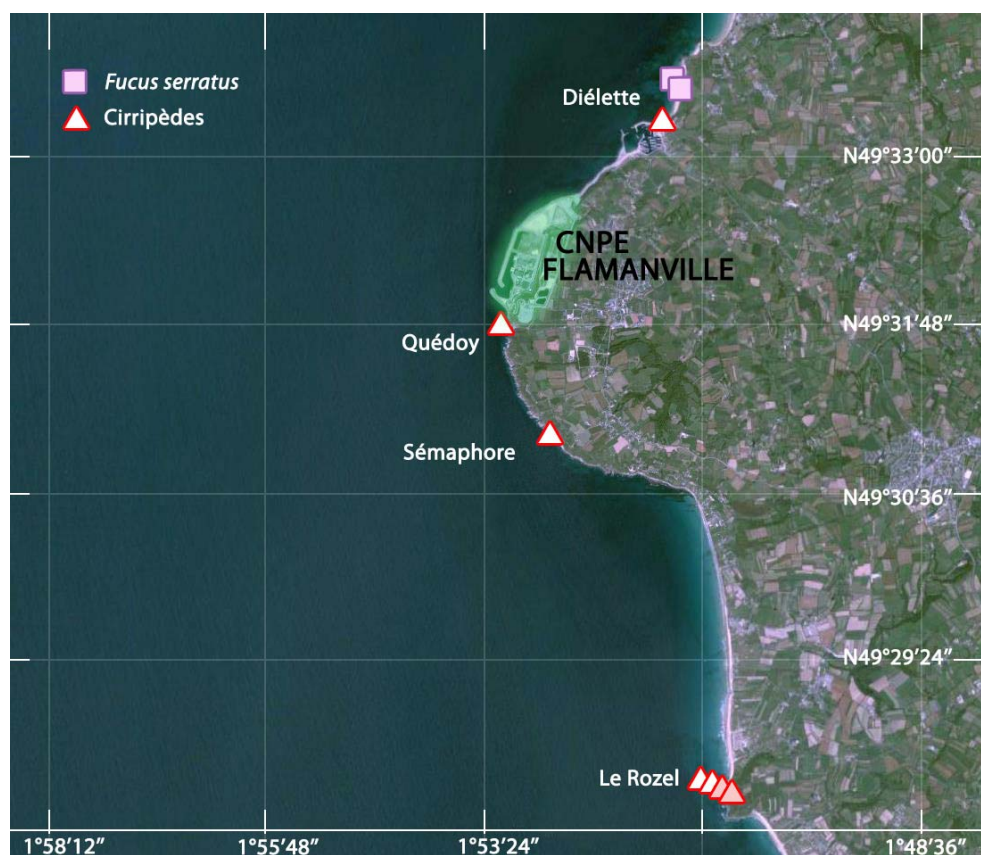 Fucus serratus
Cirripèdes
Diélette
N49°33'00"
CNPE
FLAMANVILLE
N49°31'48"
Quédoy
Sémaphore
N49°30'36"
N49°29'24"
Le Rozel
1°58'12"
1°55'48"
1°53'24"
1°48'36"